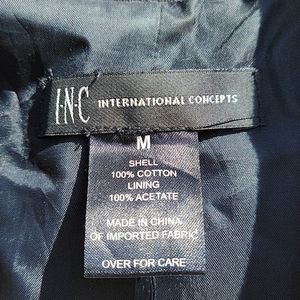 I·N·C INTERNATIONAL CONCEPTS
M
SHELL
100% COTTON
LINING
100% ACETATE
MADE IN CHINA
OF IMPORTED FABRIC
OVER FOR CARE